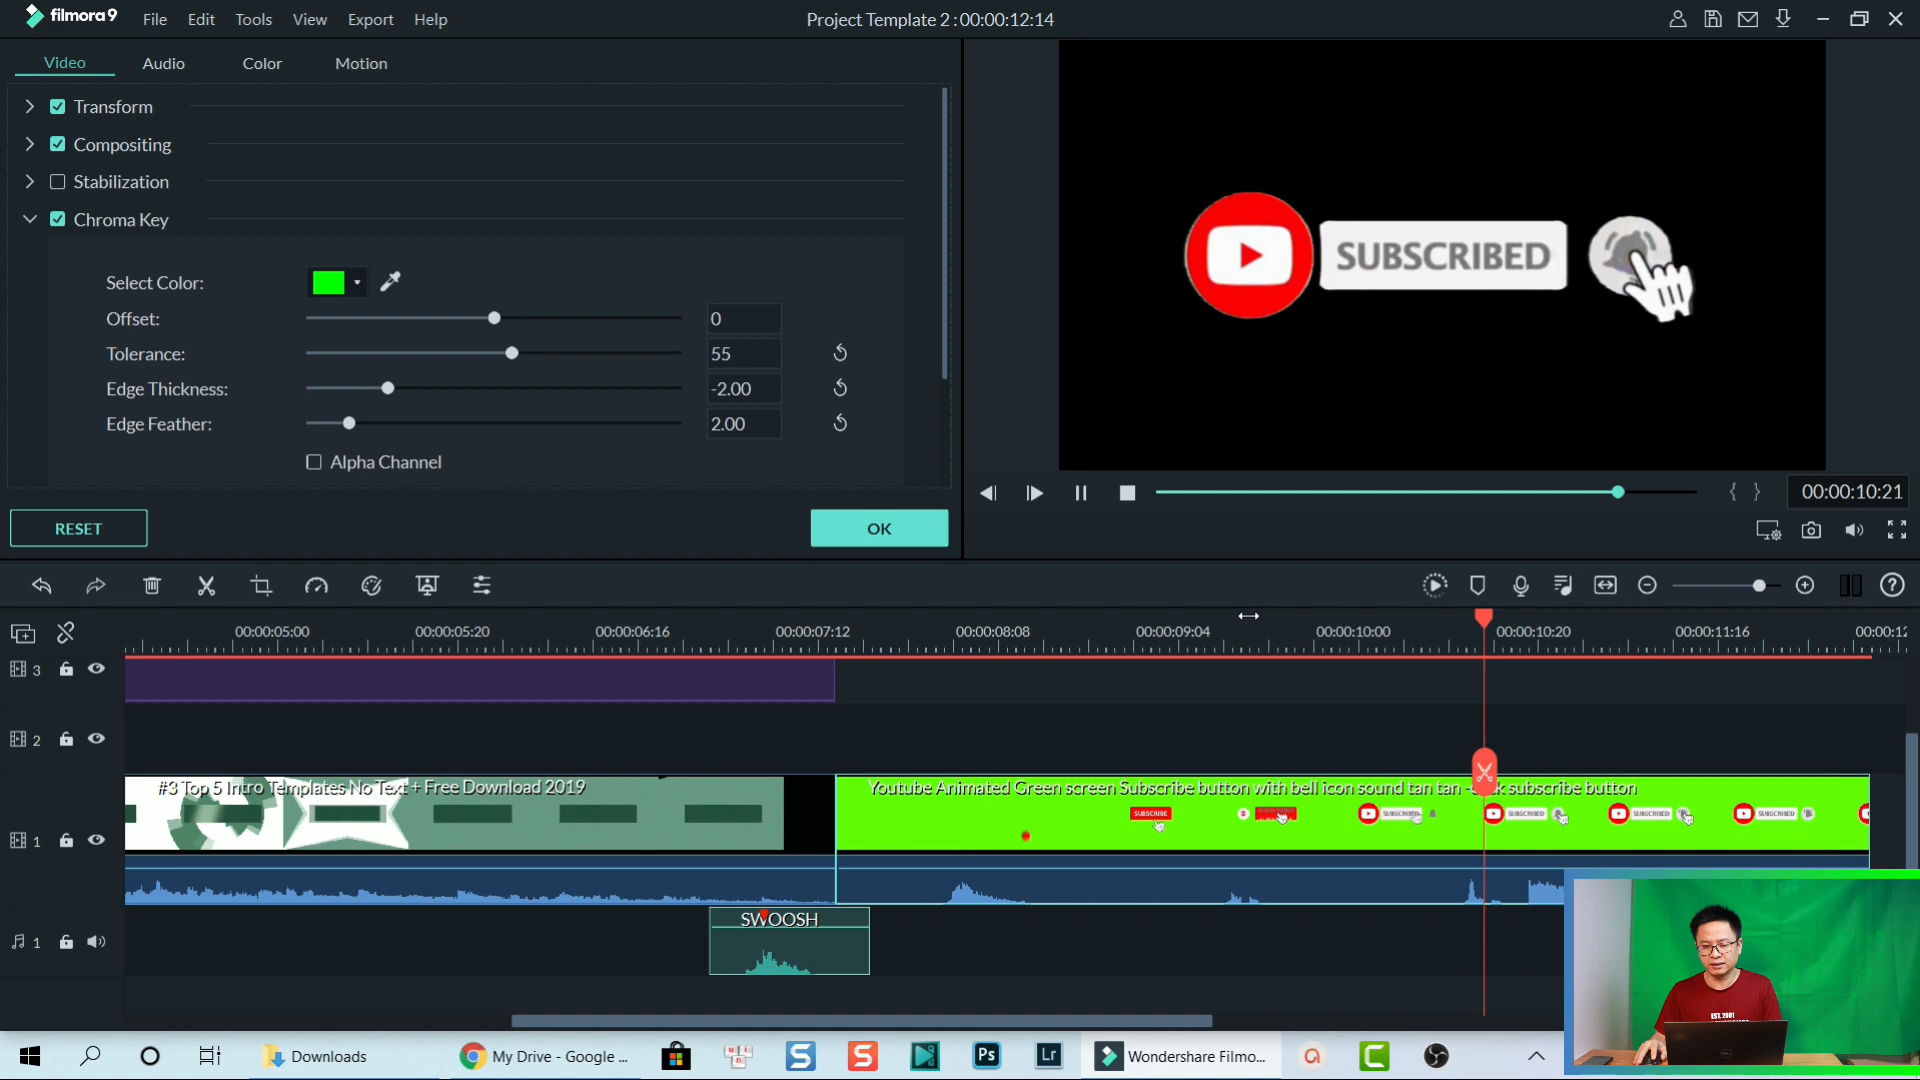 filmora9 File Edit Tools View Export Help Project Template 2 : 00:00:12:14
Video Audio Color Motion
Transform
Compositing
Stabilization
Chroma Key
Select Color:
Offset: 0
Tolerance: 55
Edge Thickness: -2.00
Edge Feather: 2.00
Alpha Channel
RESET OK
SUBSCRIBED
{ } 00:00:10:21
00:00:05:00 00:00:05:20 00:00:06:16 00:00:07:12 00:00:08:08 00:00:09:04 00:00:10:00 00:00:10:20 00:00:11:16 00:00:12
3
2
#3 Top 5 Intro Templates No Text + Free Download 2019
Youtube Animated Green screen Subscribe button with bell icon sound tan tan - click subscribe button
SUBSCRIBE SUBSCRIBED SUBSCRIBED SUBSCRIBED
1
SWOOSH
1
EST. 2001
Downloads My Drive - Google ... Ps Lr Wondershare Filmo...